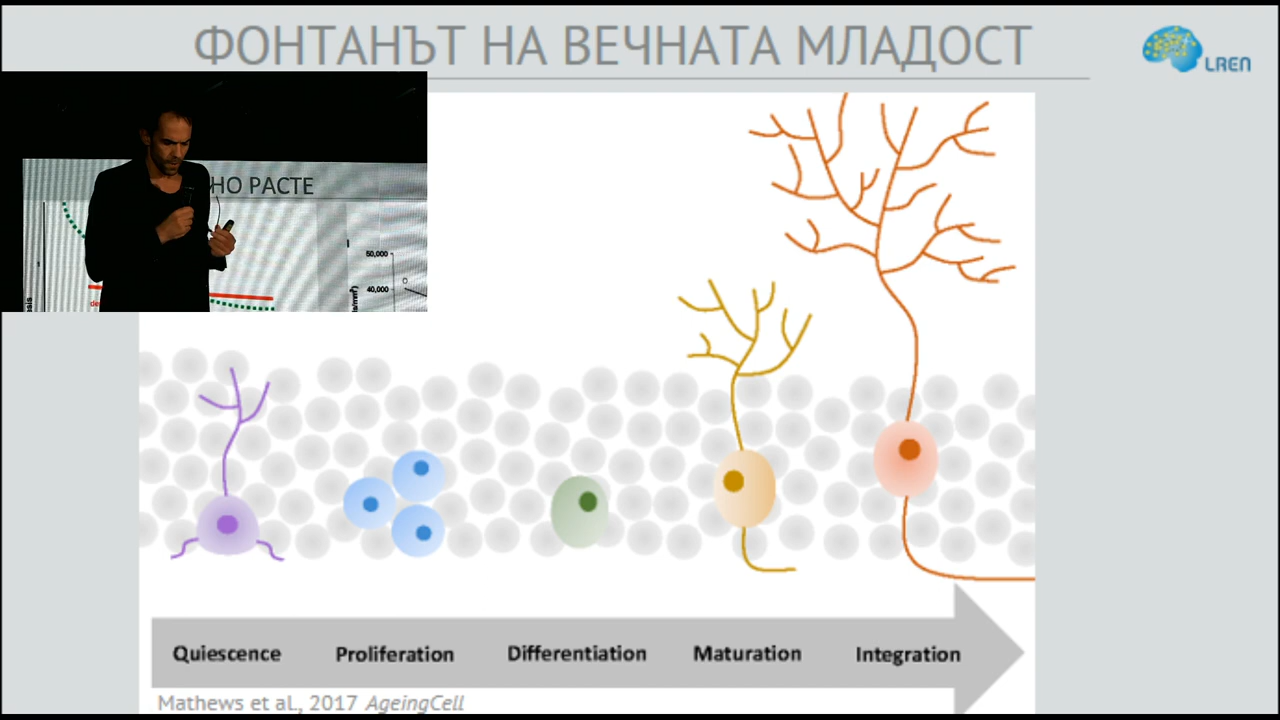 ФОНТАНЪТ НА ВЕЧНАТА МЛАДОСТ
LREN
НО РАСТЕ
50,000
40,000
Quiescence Proliferation Differentiation Maturation Integration
Mathews et al., 2017 AgeingCell